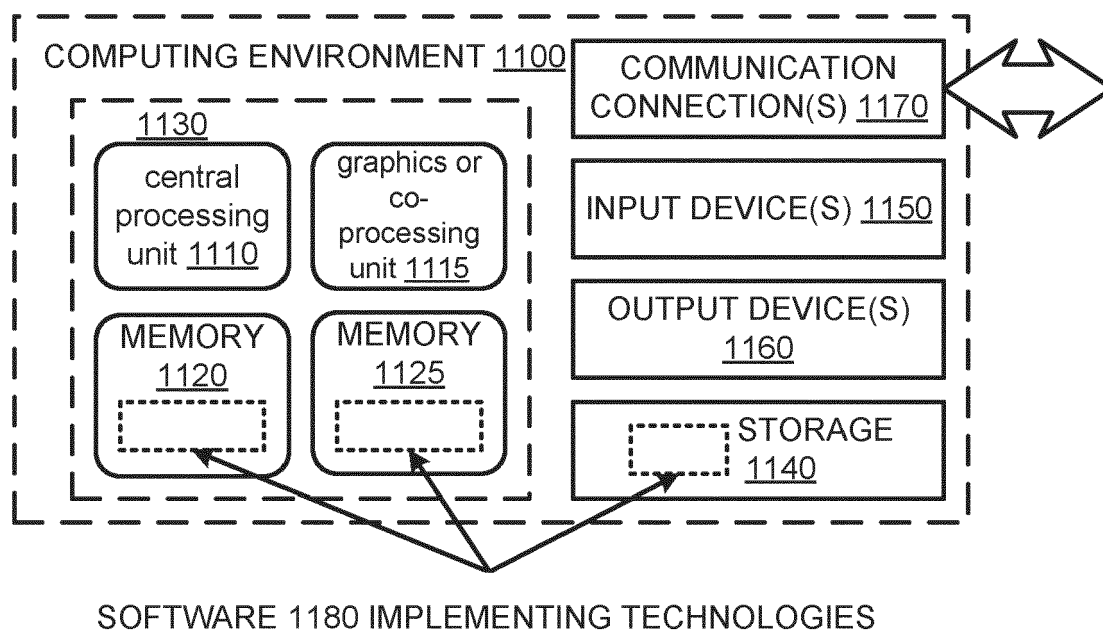 COMPUTING ENVIRONMENT 1100
1130
central
processing
unit 1110
graphics or
co-
processing
unit 1115
MEMORY
1120
MEMORY
1125
COMMUNICATION
CONNECTION(S) 1170
INPUT DEVICE(S) 1150
OUTPUT DEVICE(S)
1160
STORAGE
1140
SOFTWARE 1180 IMPLEMENTING TECHNOLOGIES